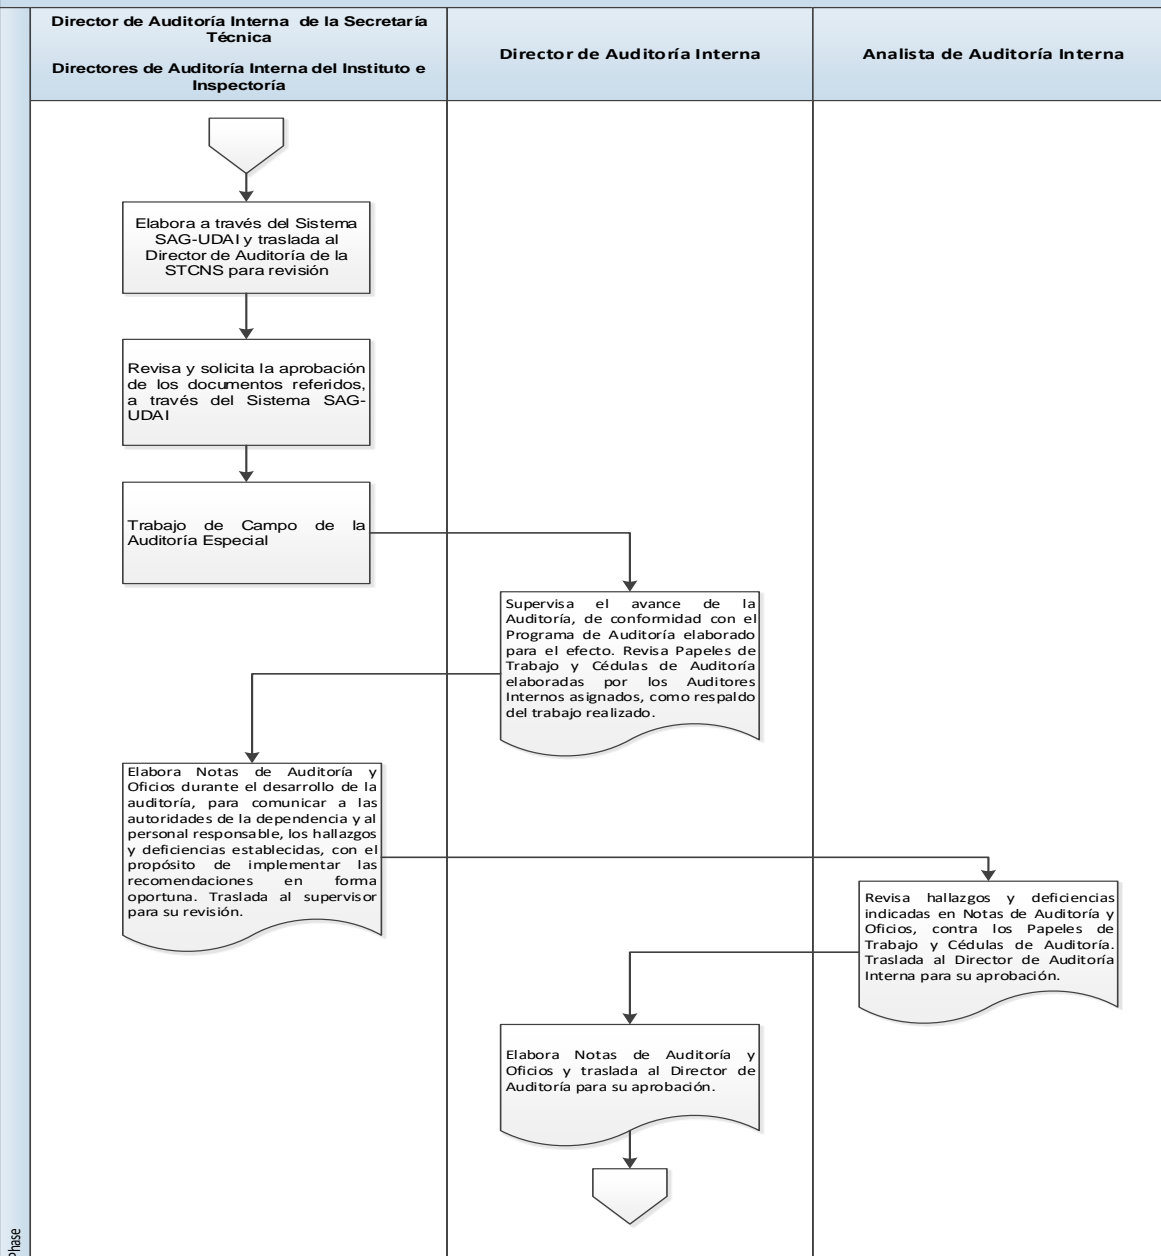 Director de Auditoría Interna de la Secretaría
Técnica
Directores de Auditoría Interna del Instituto e
Inspectoría
Director de Auditoría Interna
Analista de Auditoría Interna
Elabora a través del Sistema
SAG-UDAI y traslada al
Director de Auditoría de la
STCNS para revisión
Revisa y solicita la aprobación
de los documentos referidos,
a través del Sistema SAG-
UDAI
Trabajo de Campo de la
Auditoría Especial
Supervisa el avance de la
Auditoría, de conformidad con el
Programa de Auditoría elaborado
para el efecto. Revisa Papeles de
Trabajo y Cédulas de Auditoría
elaboradas por los Auditores
Internos asignados, como respaldo
del trabajo realizado.
Elabora Notas de Auditoría y
Oficios durante el desarrollo de la
auditoría, para comunicar a las
autoridades de la dependencia y al
personal responsable, los hallazgos
y deficiencias establecidas, con el
propósito de implementar las
recomendaciones en forma
oportuna. Traslada al supervisor
para su revisión.
Revisa hallazgos y deficiencias
indicadas en Notas de Auditoría y
Oficios, contra los Papeles de
Trabajo y Cédulas de Auditoría.
Traslada al Director de Auditoría
Interna para su aprobación.
Elabora Notas de Auditoría y
Oficios y traslada al Director de
Auditoría para su aprobación.
Phase